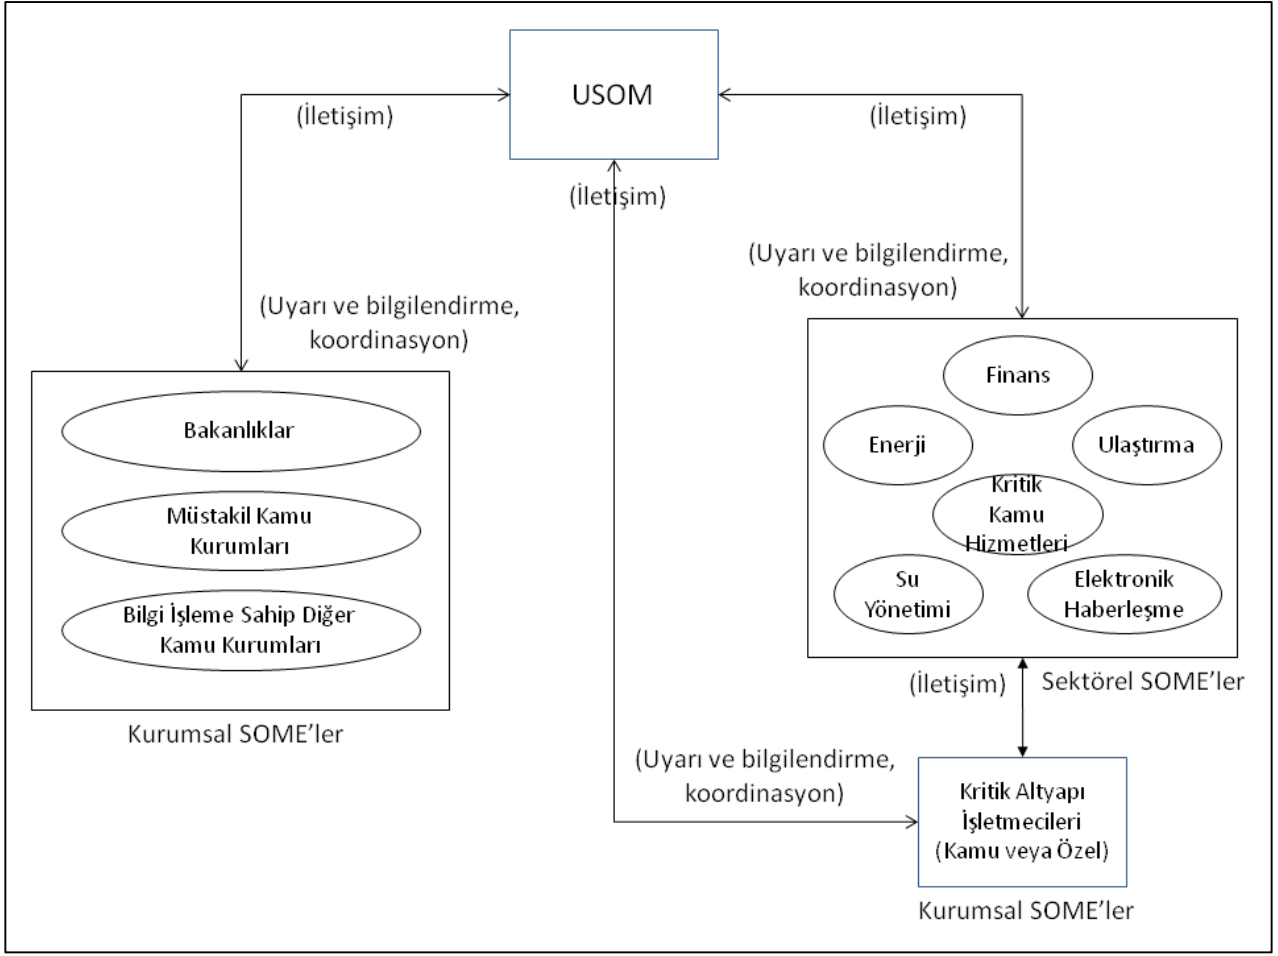 USOM
(İletişim)
(İletişim)
(İletişim)
(Uyarı ve bilgilendirme,
koordinasyon)
(Uyarı ve bilgilendirme,
koordinasyon)
Bakanlıklar
Müstakil Kamu
Kurumları
Bilgi İşleme Sahip Diğer
Kamu Kurumları
Kurumsal SOME’ler
Finans
Enerji
Ulaştırma
Kritik
Kamu
Hizmetleri
Su
Yönetimi
Elektronik
Haberleşme
(İletişim)
Sektörel SOME’ler
(Uyarı ve bilgilendirme,
koordinasyon)
Kritik Altyapı
İşletmecileri
(Kamu veya Özel)
Kurumsal SOME’ler